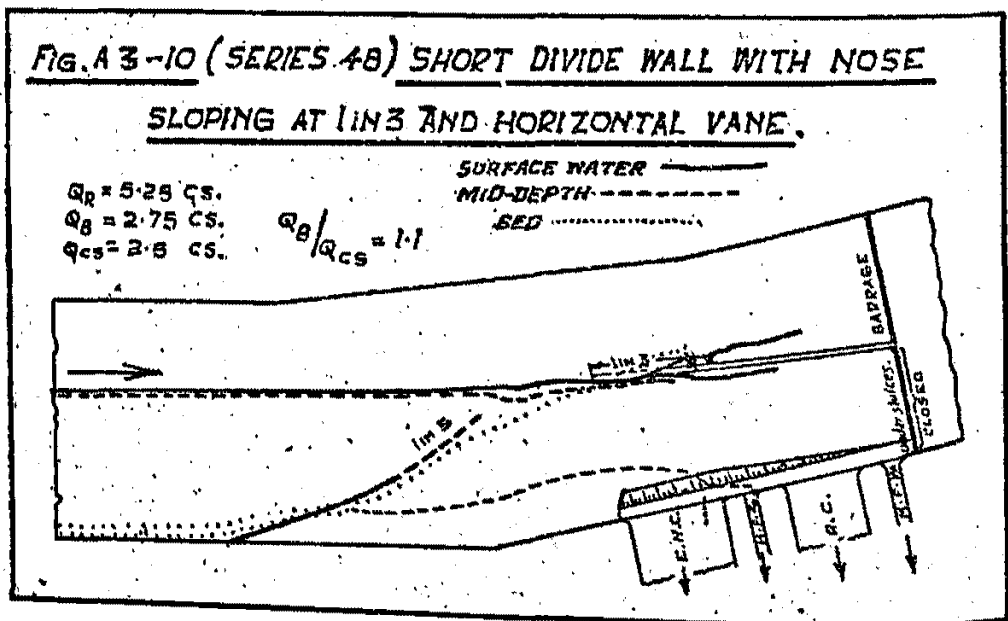 FIG. A 3-10 (SERIES 48) SHORT DIVIDE WALL WITH NOSE
SLOPING AT 1 IN 3 AND HORIZONTAL VANE.
SURFACE WATER
MID-DEPTH
BED
QR = 5.25 CS.
QB = 2.75 CS.
QCS = 2.5 CS.
QB/QCS = 1.1
BARRAGE
1 IN 3
1 IN 5
undersluices.
CLOSED
E.N.C.
R.C.